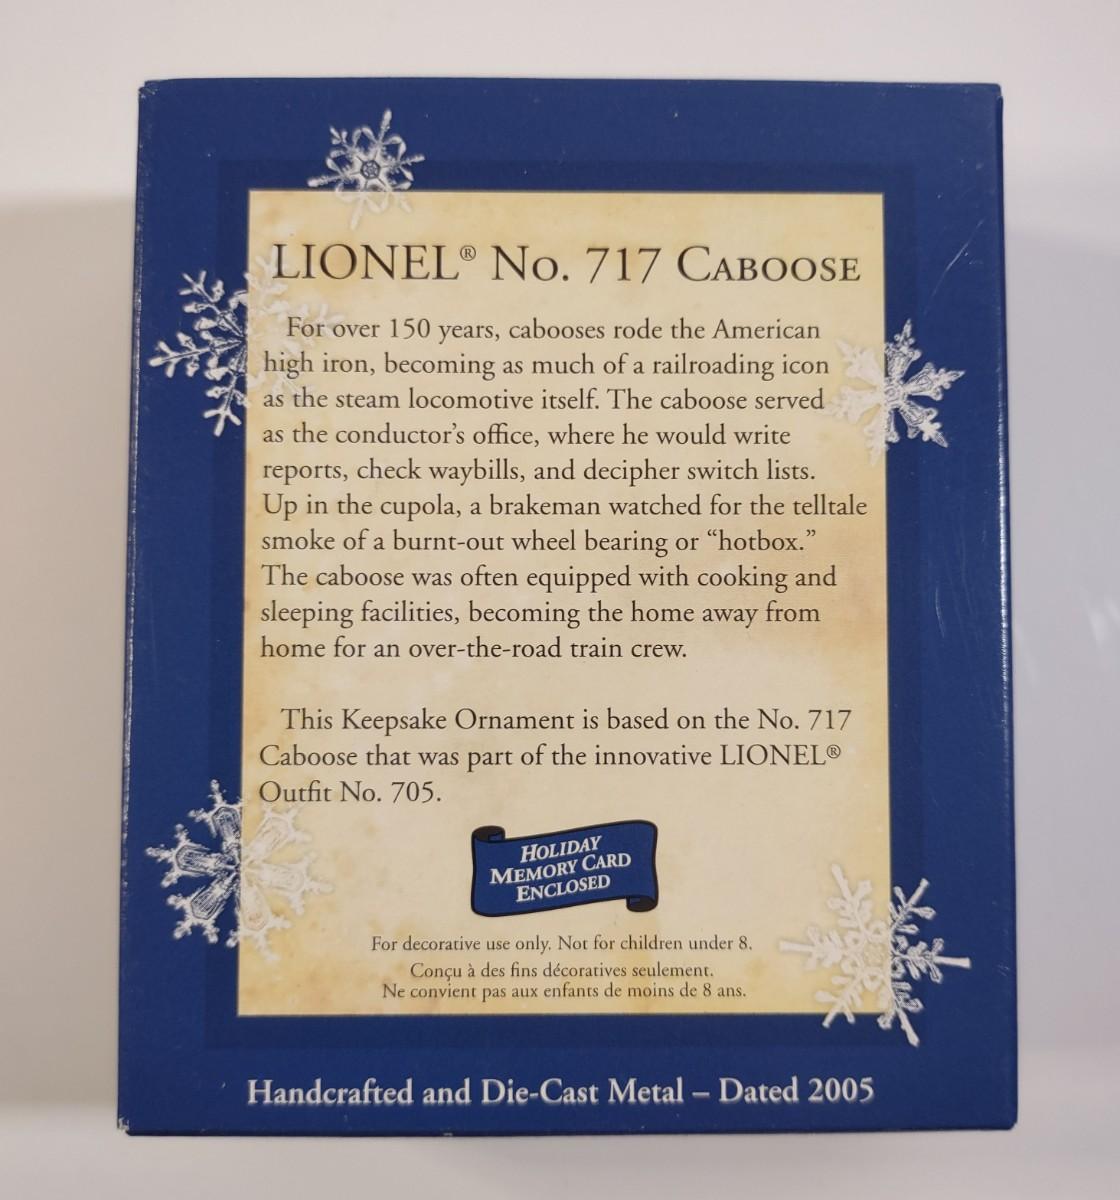 LIONEL® No. 717 CABOOSE
For over 150 years, cabooses rode the American
high iron, becoming as much of a railroading icon
as the steam locomotive itself. The caboose served
as the conductor's office, where he would write
reports, check waybills, and decipher switch lists.
Up in the cupola, a brakeman watched for the telltale
smoke of a burnt-out wheel bearing or “hotbox.”
The caboose was often equipped with cooking and
sleeping facilities, becoming the home away from
home for an over-the-road train crew.
This Keepsake Ornament is based on the No. 717
Caboose that was part of the innovative LIONEL®
Outfit No. 705.
HOLIDAY
MEMORY CARD
ENCLOSED
For decorative use only. Not for children under 8.
Conçu à des fins décoratives seulement.
Ne convient pas aux enfants de moins de 8 ans.
Handcrafted and Die-Cast Metal – Dated 2005